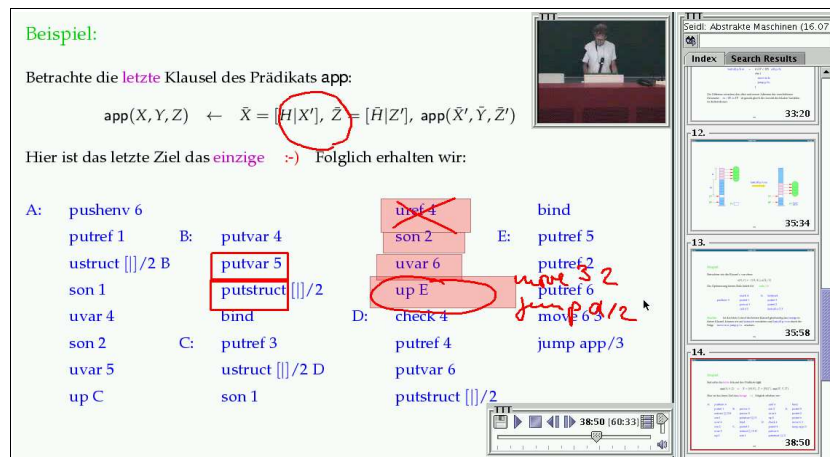 Beispiel:
Betrachte die letzte Klausel des Prädikats app:
app(X, Y, Z) ← X̄ = [H|X′], Z̄ = [H̄|Z′], app(X̄′, Ȳ, Z̄′)
Hier ist das letzte Ziel das einzige :-) Folglich erhalten wir:
A: pushenv 6
putref 1
ustruct [|]/2 B
son 1
uvar 4
son 2
uvar 5
up C
B: putvar 4
putvar 5
putstruct [|]/2
bind
C: putref 3
ustruct [|]/2 D
son 1
uref 4
son 2
uvar 6
up E
D: check 4
putref 4
putvar 6
putstruct [|]/2
bind
E: putref 5
putref 2
putref 6
move 6 3
jump app/3
move 3 2
jump q/2
TTT
Seidl: Abstrakte Maschinen (16.07
Index
Search Results
33:20
12.
35:34
13.
35:58
14.
38:50
TTT
38:50 [60:33]